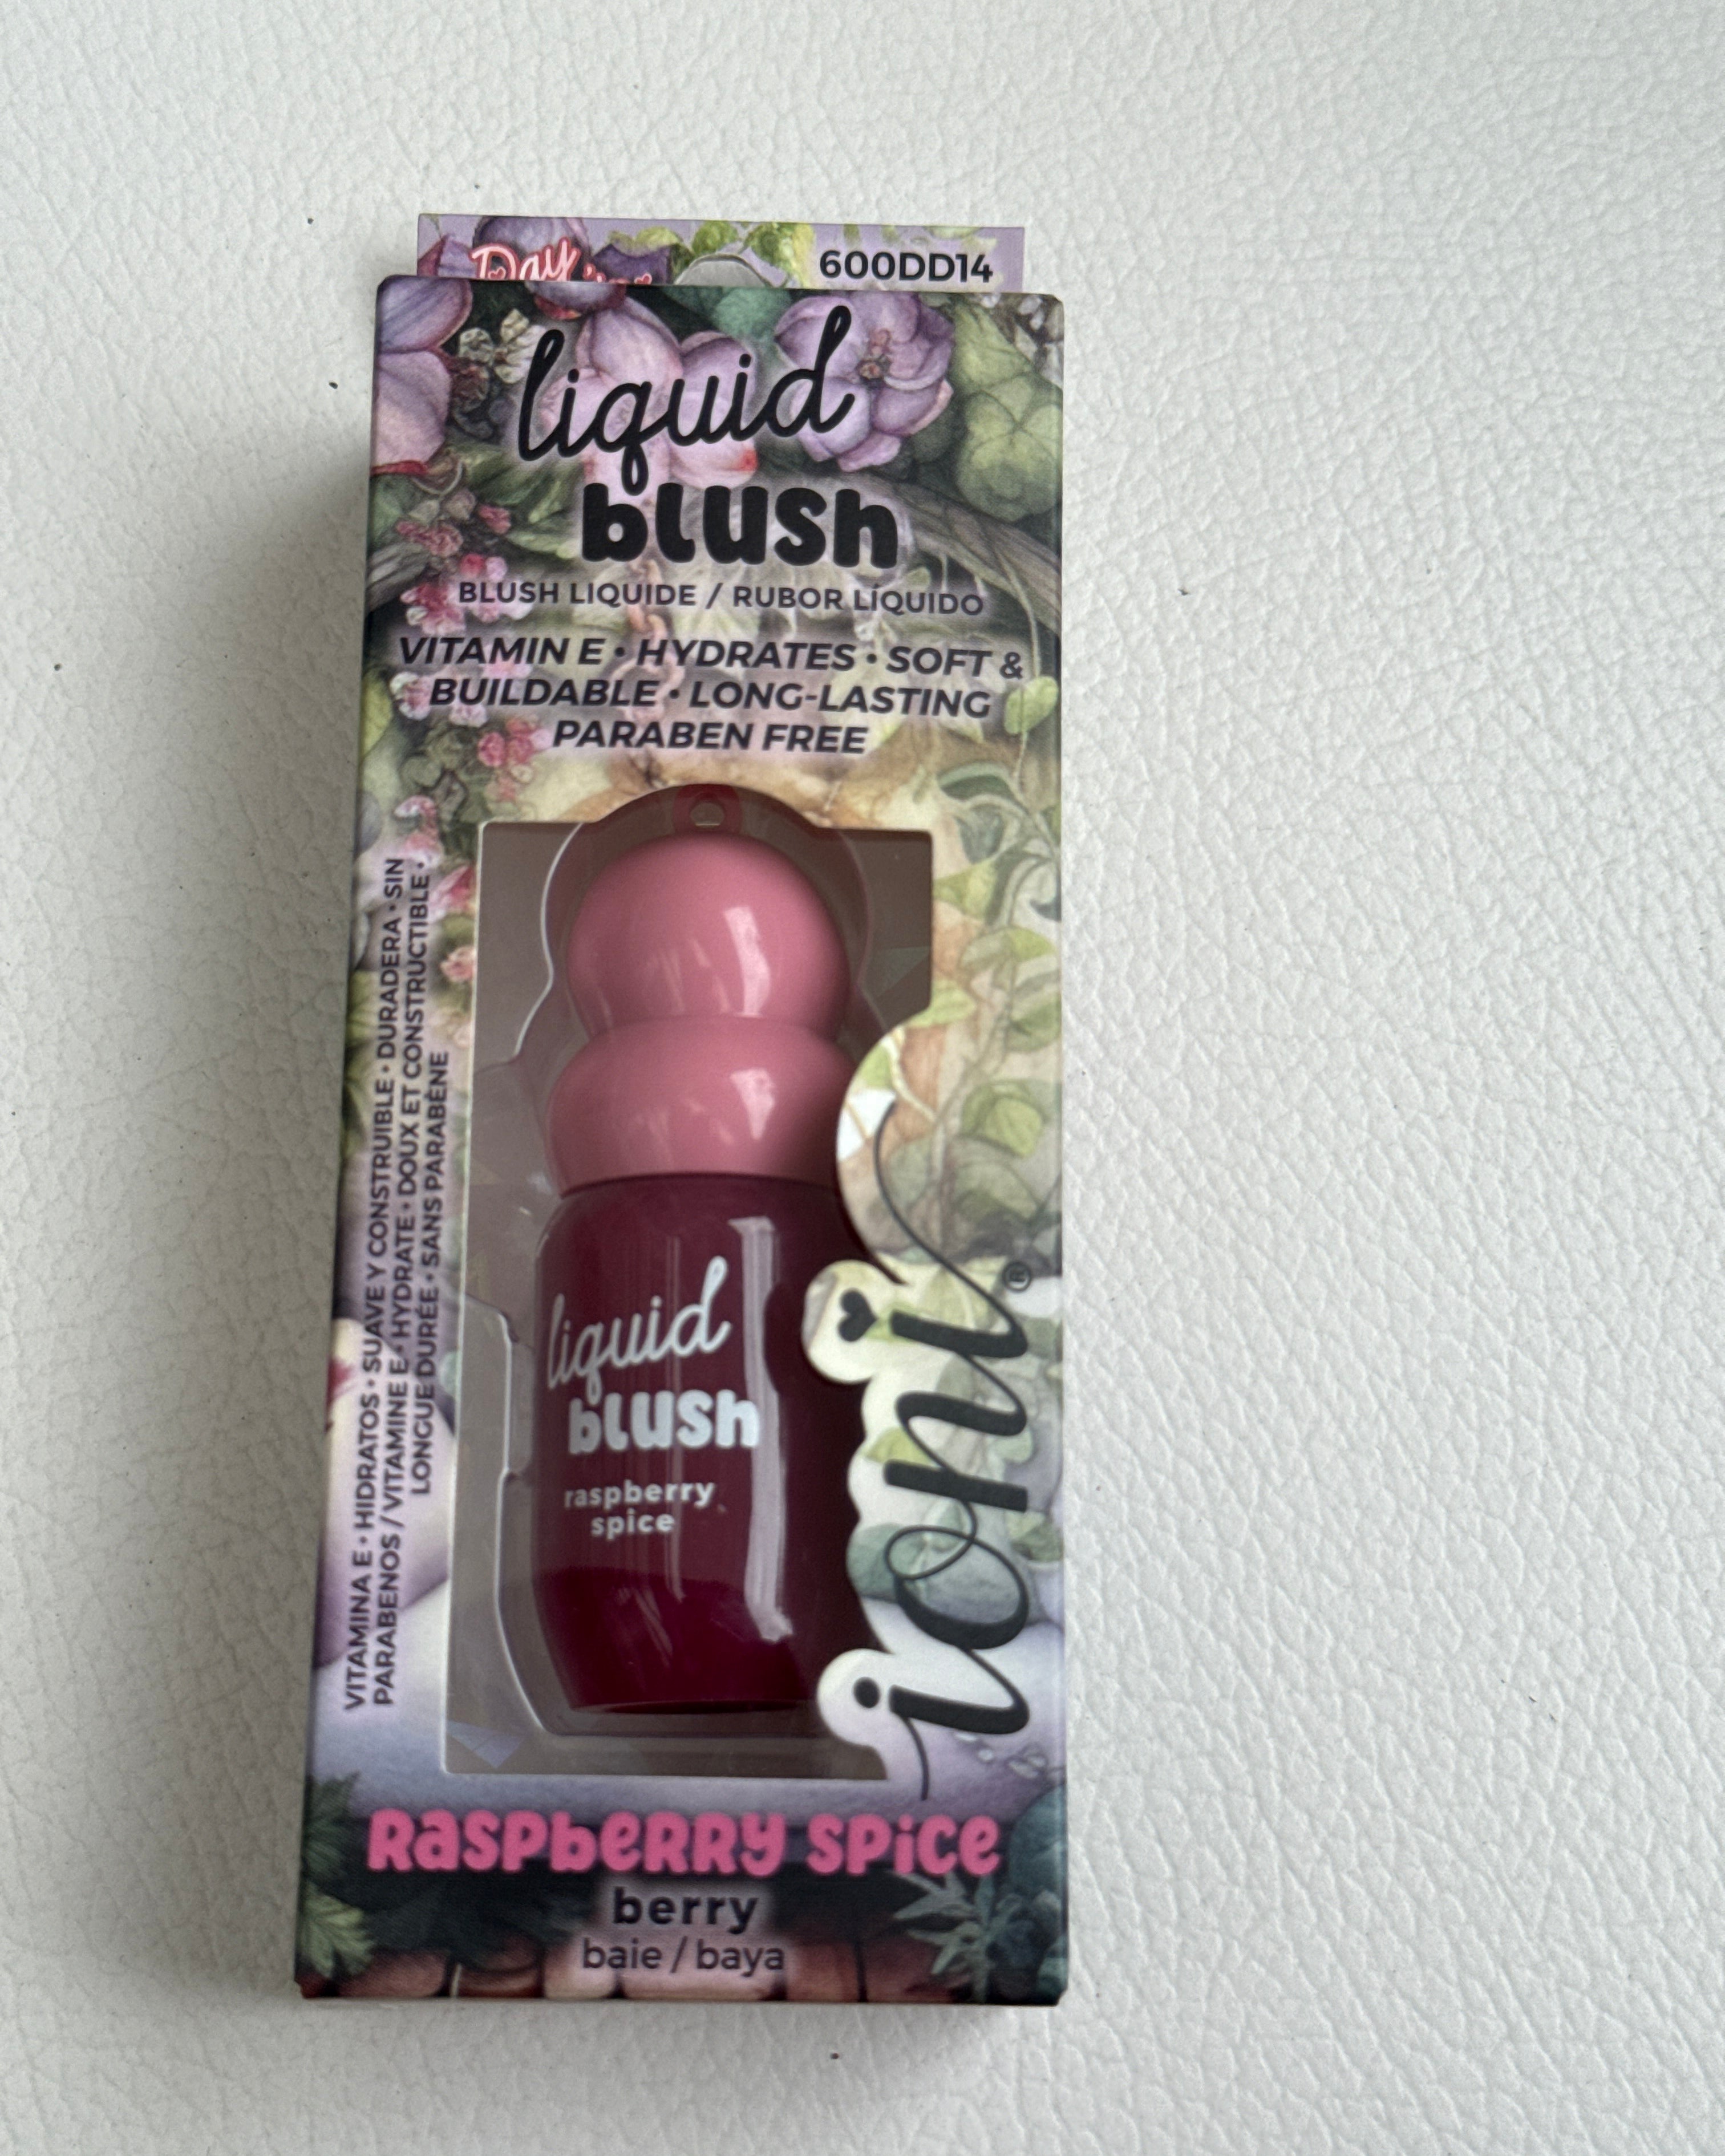 600DD14
liquid
blush
BLUSH LIQUIDE / RUBOR LÍQUIDO
VITAMIN E • HYDRATES • SOFT &
BUILDABLE • LONG-LASTING
PARABEN FREE
VITAMINA E • HIDRATOS • SUAVE Y CONSTRUIBLE • DURADERA • SIN
PARABENOS / VITAMINE E • HYDRATE • DOUX ET CONSTRUCTIBLE •
LONGUE DURÉE • SANS PARABÈNE
liquid
blush
raspberry
spice
ioni®
RASPBERRY SPICE
berry
baie / baya